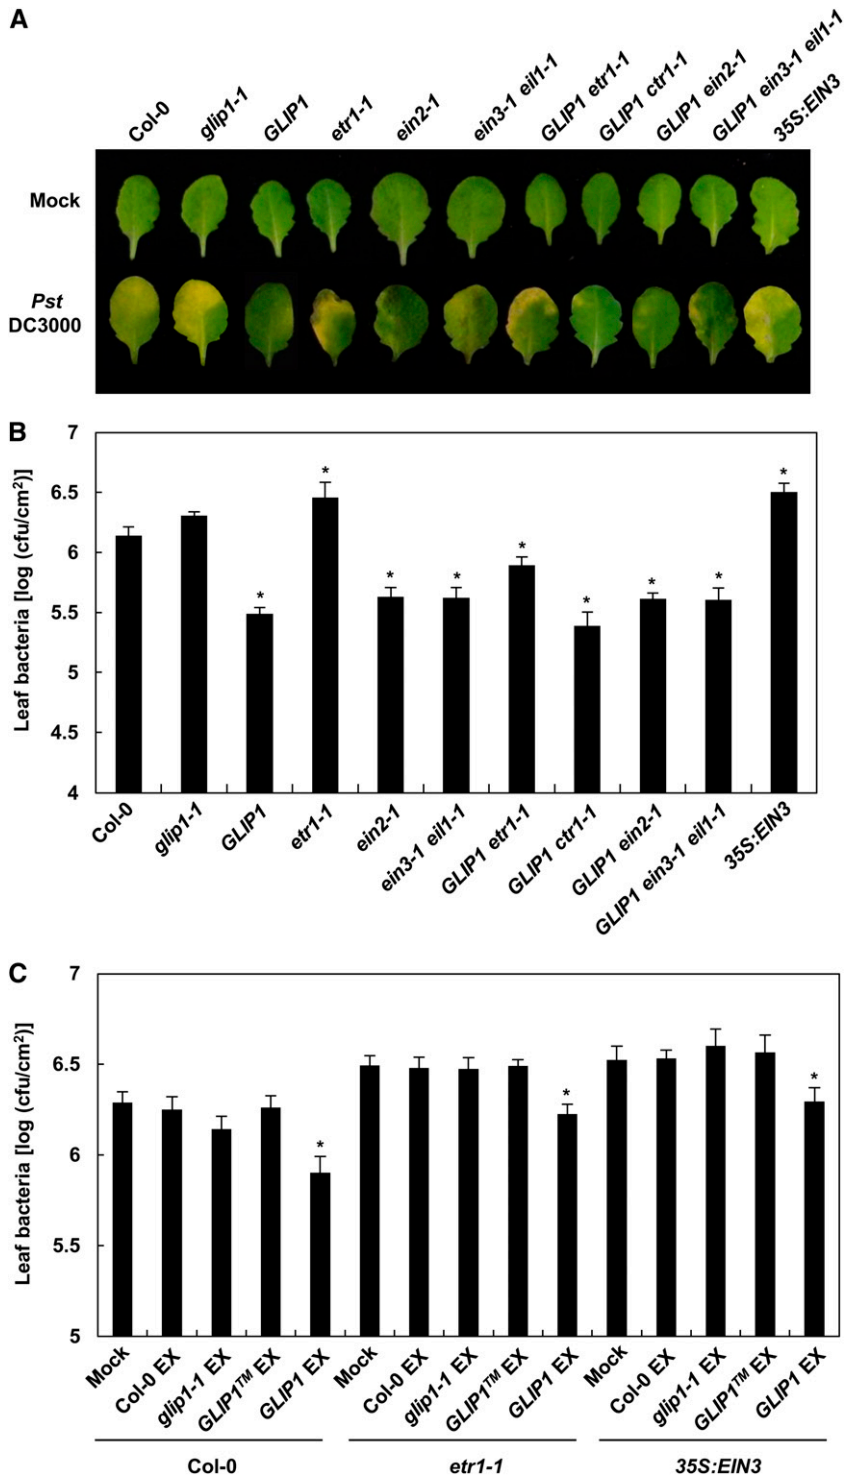 A
Col-0
glip1-1
GLIP1
etr1-1
ein2-1
ein3-1 eil1-1
GLIP1 etr1-1
GLIP1 ctr1-1
GLIP1 ein2-1
GLIP1 ein3-1 eil1-1
35S:EIN3
Mock
Pst
DC3000
B
Leaf bacteria [log (cfu/cm²)]
7
6.5
6
5.5
5
4.5
4
*
*
*
*
*
*
*
*
*
Col-0
glip1-1
GLIP1
etr1-1
ein2-1
ein3-1 eil1-1
GLIP1 etr1-1
GLIP1 ctr1-1
GLIP1 ein2-1
GLIP1 ein3-1 eil1-1
35S:EIN3
C
Leaf bacteria [log (cfu/cm²)]
7
6.5
6
5.5
5
*
*
*
Mock
Col-0 EX
glip1-1 EX
GLIP1ᵀᴹ EX
GLIP1 EX
Mock
Col-0 EX
glip1-1 EX
GLIP1ᵀᴹ EX
GLIP1 EX
Mock
Col-0 EX
glip1-1 EX
GLIP1ᵀᴹ EX
GLIP1 EX
Col-0
etr1-1
35S:EIN3